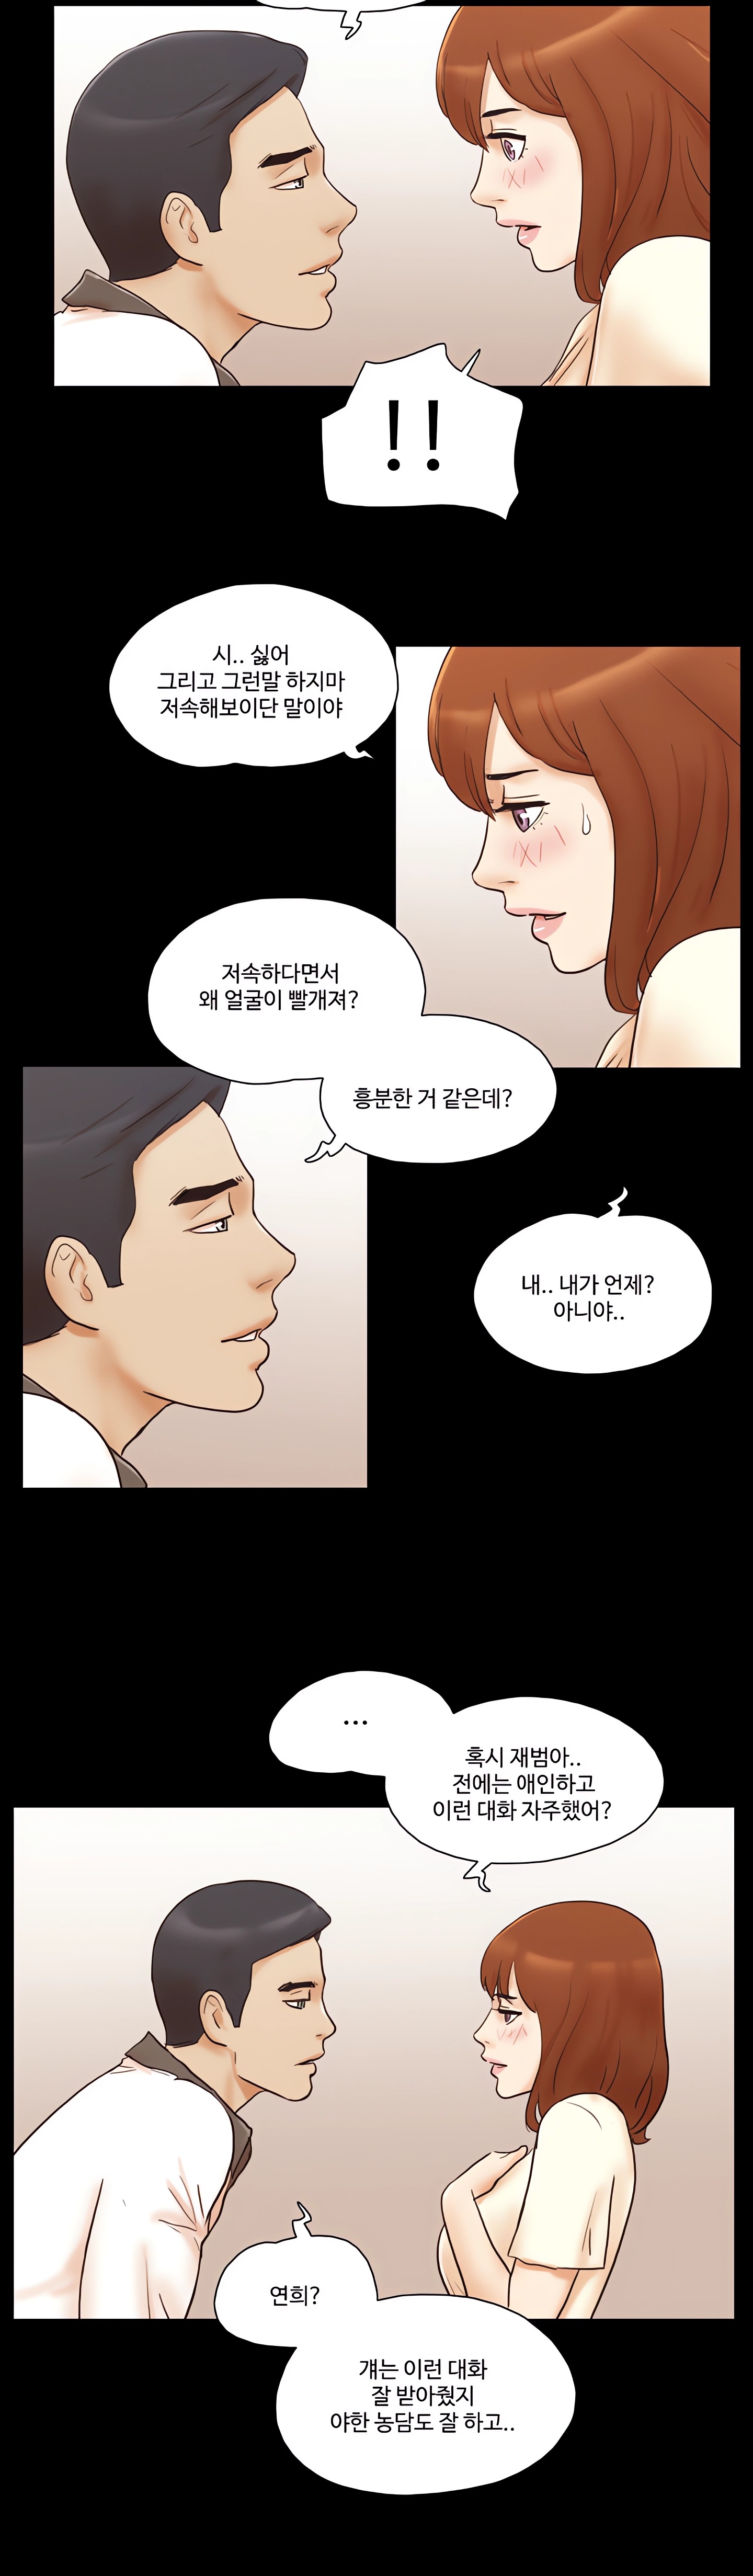 !!
시.. 싫어
그리고 그런말 하지마
저속해보이단 말이야
저속하다면서
왜 얼굴이 빨개져?
흥분한 거 같은데?
내.. 내가 언제?
아니야..
...
혹시 재범아..
전에는 애인하고
이런 대화 자주했어?
연희?
걔는 이런 대화
잘 받아줬지
야한 농담도 잘 하고..